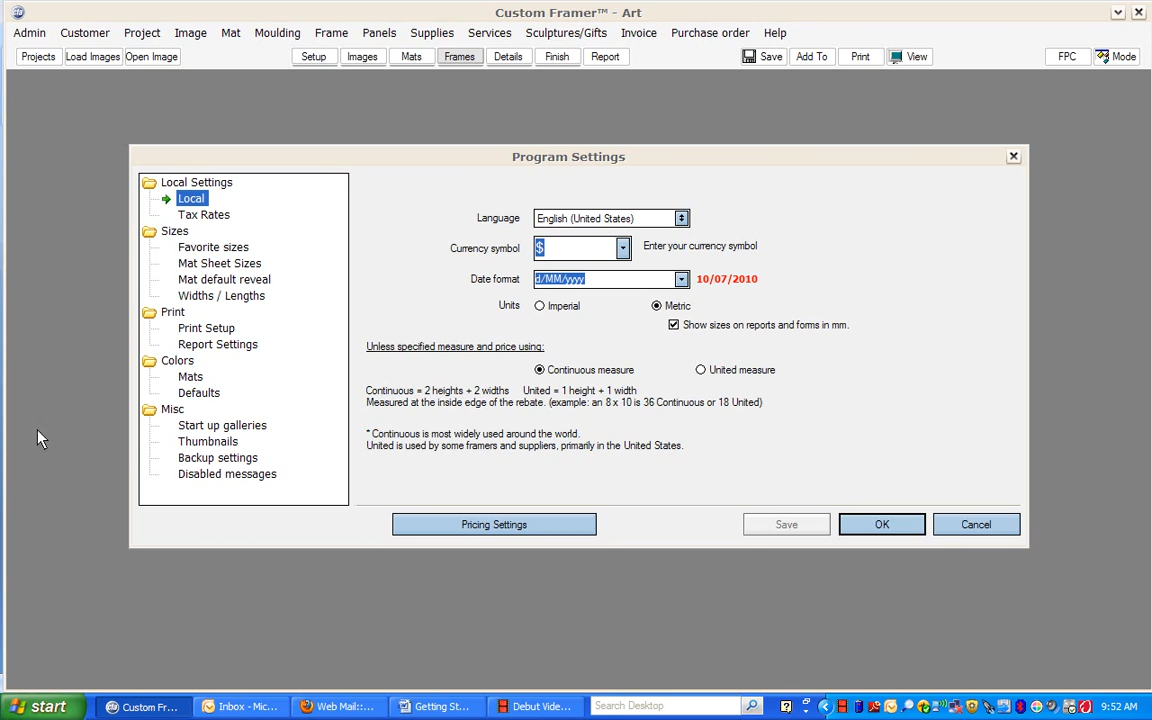 Custom Framer™ - Art
Admin Customer Project Image Mat Moulding Frame Panels Supplies Services Sculptures/Gifts Invoice Purchase order Help
Projects Load Images Open Image Setup Images Mats Frames Details Finish Report Save Add To Print View FPC Mode
Program Settings
Local Settings
Local
Tax Rates
Sizes
Favorite sizes
Mat Sheet Sizes
Mat default reveal
Widths / Lengths
Print
Print Setup
Report Settings
Colors
Mats
Defaults
Misc
Start up galleries
Thumbnails
Backup settings
Disabled messages
Language English (United States)
Currency symbol $ Enter your currency symbol
Date format d/MM/yyyy 10/07/2010
Units Imperial Metric
Show sizes on reports and forms in mm.
Unless specified measure and price using:
Continuous measure United measure
Continuous = 2 heights + 2 widths United = 1 height + 1 width
Measured at the inside edge of the rebate. (example: an 8 x 10 is 36 Continuous or 18 United)
* Continuous is most widely used around the world.
United is used by some framers and suppliers, primarily in the United States.
Pricing Settings Save OK Cancel
start Custom Fr... Inbox - Mic... Web Mail::... Getting St... Debut Vide... Search Desktop 9:52 AM